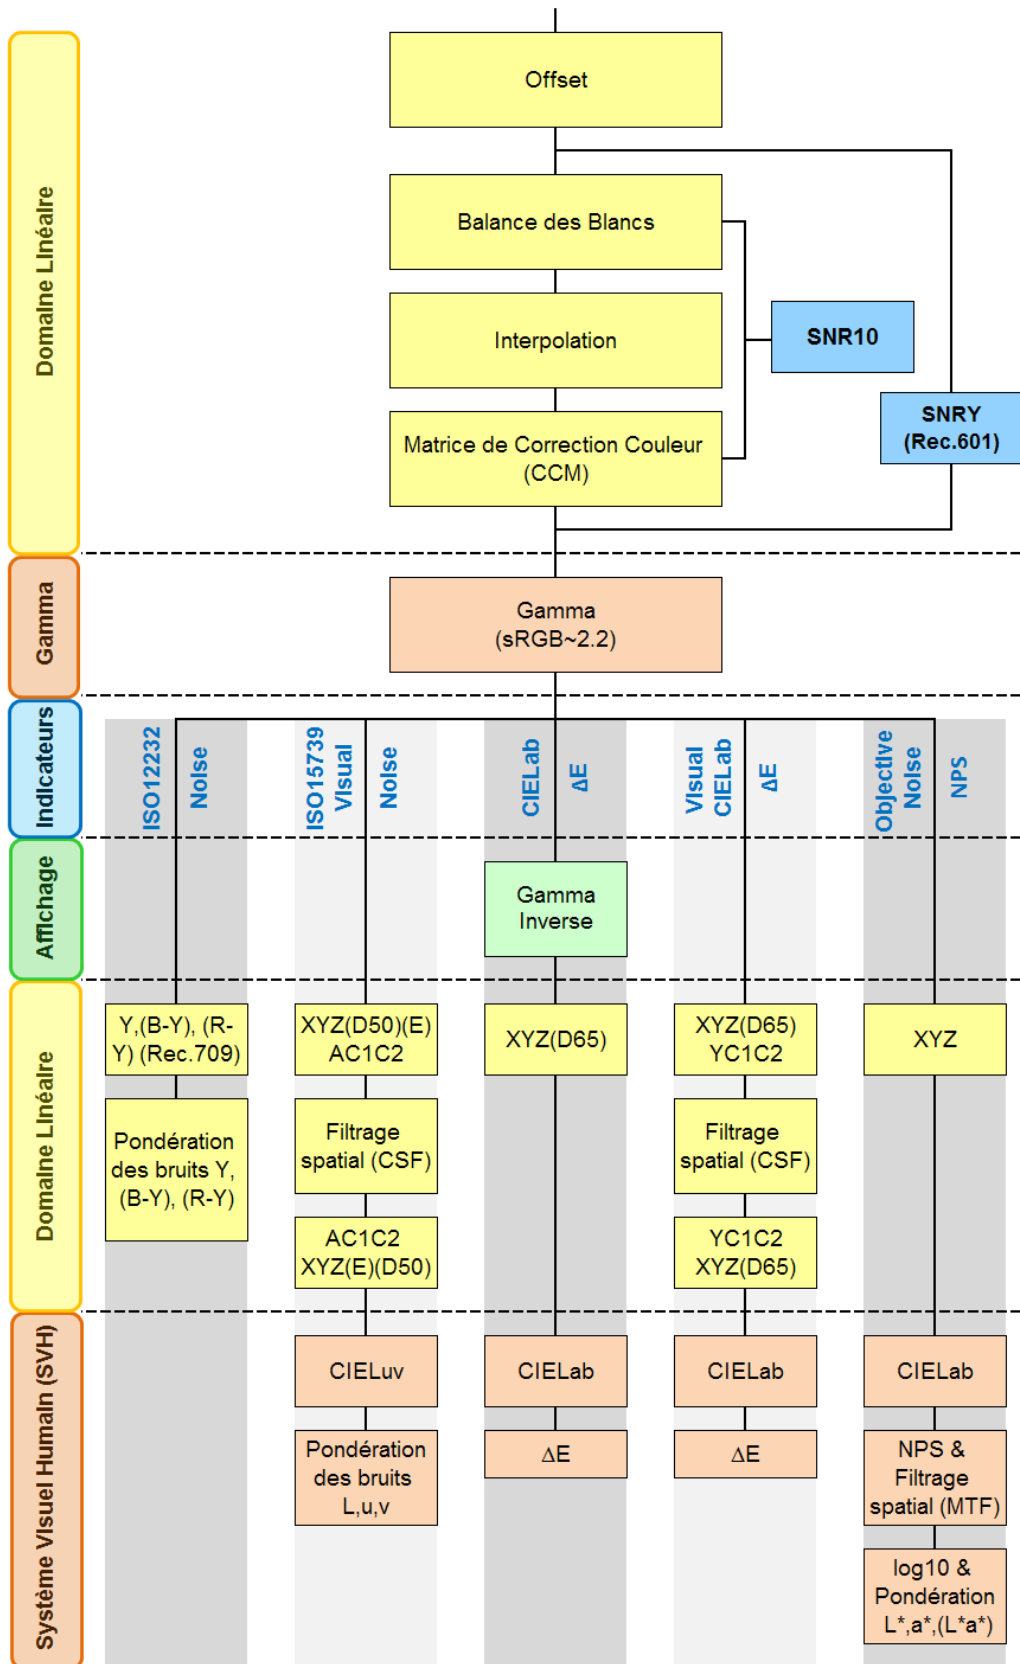 Domaine Linéaire
Offset
Balance des Blancs
Interpolation
SNR10
Matrice de Correction Couleur
(CCM)
SNRY
(Rec.601)
Gamma
Gamma
(sRGB~2.2)
Indicateurs
ISO12232
Noise
ISO15739
Visual
Noise
CIELab
ΔE
Visual
CIELab
ΔE
Objective
Noise
NPS
Affichage
Gamma
Inverse
Domaine Linéaire
Y,(B-Y), (R-
Y) (Rec.709)
XYZ(D50)(E)
AC1C2
XYZ(D65)
XYZ(D65)
YC1C2
XYZ
Pondération
des bruits Y,
(B-Y), (R-Y)
Filtrage
spatial (CSF)
Filtrage
spatial (CSF)
AC1C2
XYZ(E)(D50)
YC1C2
XYZ(D65)
Système Visuel Humain (SVH)
CIELuv
CIELab
CIELab
CIELab
Pondération
des bruits
L,u,v
ΔE
ΔE
NPS &
Filtrage
spatial (MTF)
log10 &
Pondération
L*,a*,(L*a*)